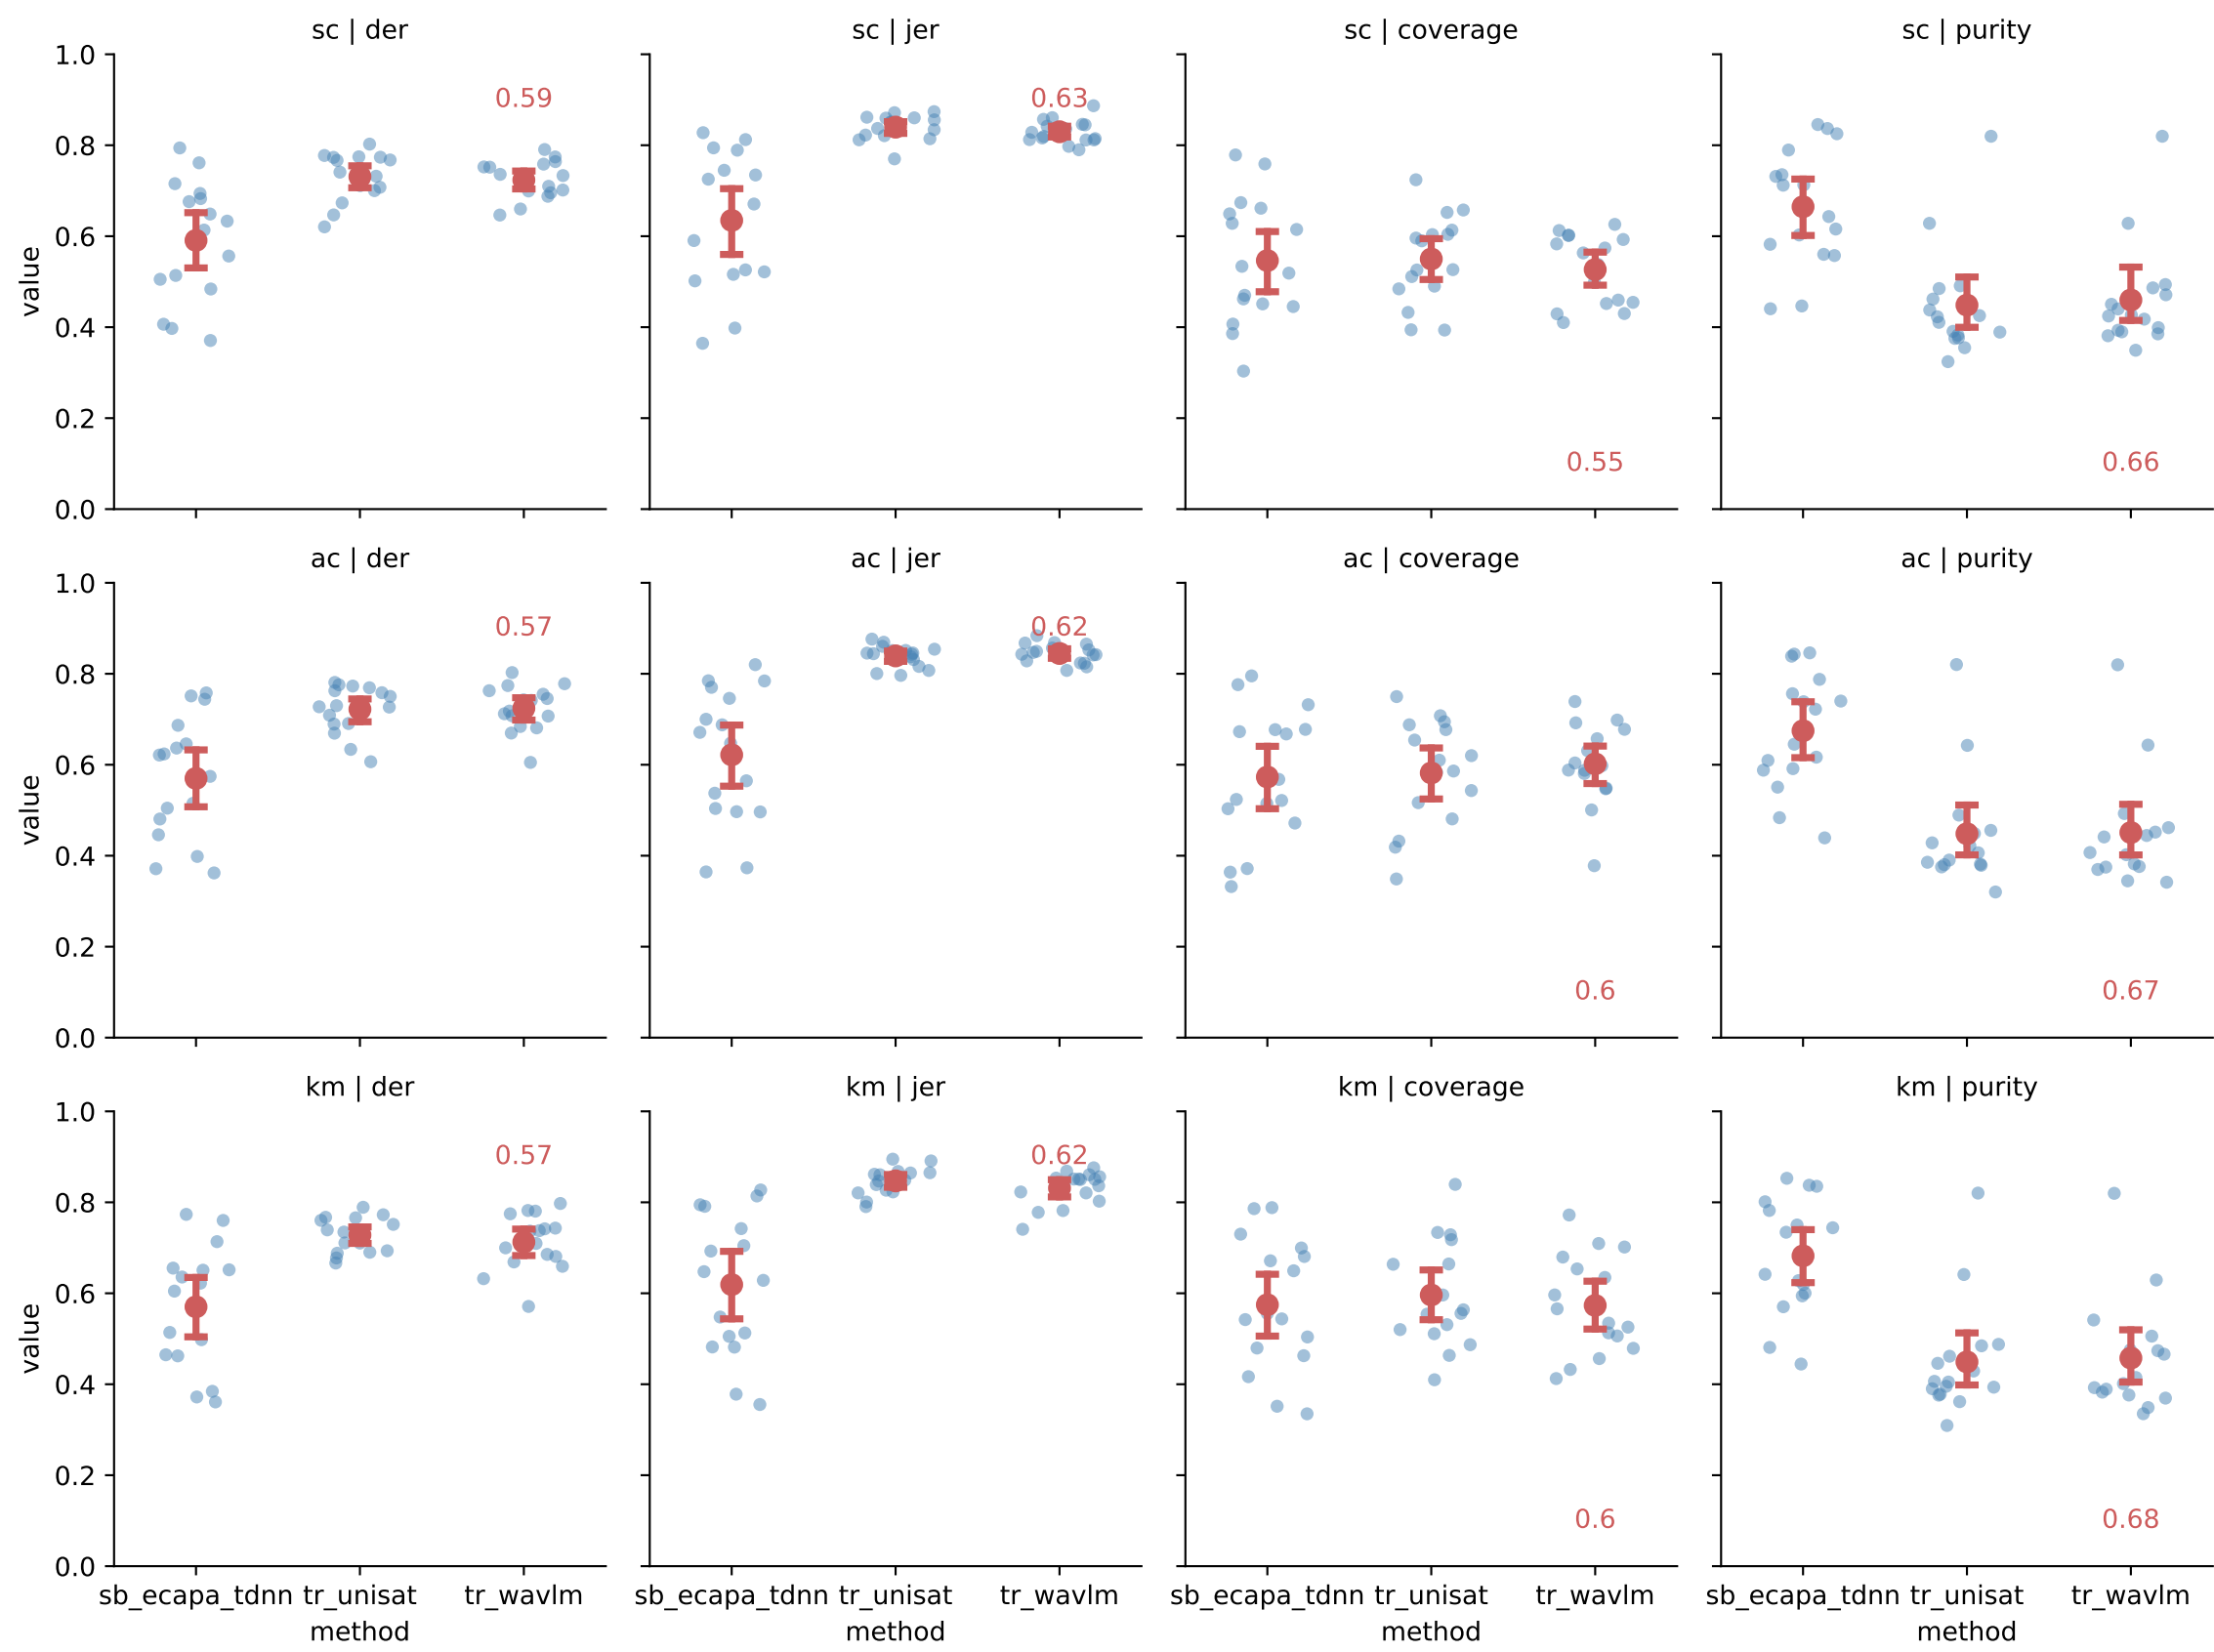 sc | der
sc | jer
sc | coverage
sc | purity
value
1.0
0.8
0.6
0.4
0.2
0.0
0.59
0.63
0.55
0.66
ac | der
ac | jer
ac | coverage
ac | purity
value
1.0
0.8
0.6
0.4
0.2
0.0
0.57
0.62
0.6
0.67
km | der
km | jer
km | coverage
km | purity
value
1.0
0.8
0.6
0.4
0.2
0.0
0.57
0.62
0.6
0.68
sb_ecapa_tdnn tr_unisat tr_wavlm
method
sb_ecapa_tdnn tr_unisat tr_wavlm
method
sb_ecapa_tdnn tr_unisat tr_wavlm
method
sb_ecapa_tdnn tr_unisat tr_wavlm
method